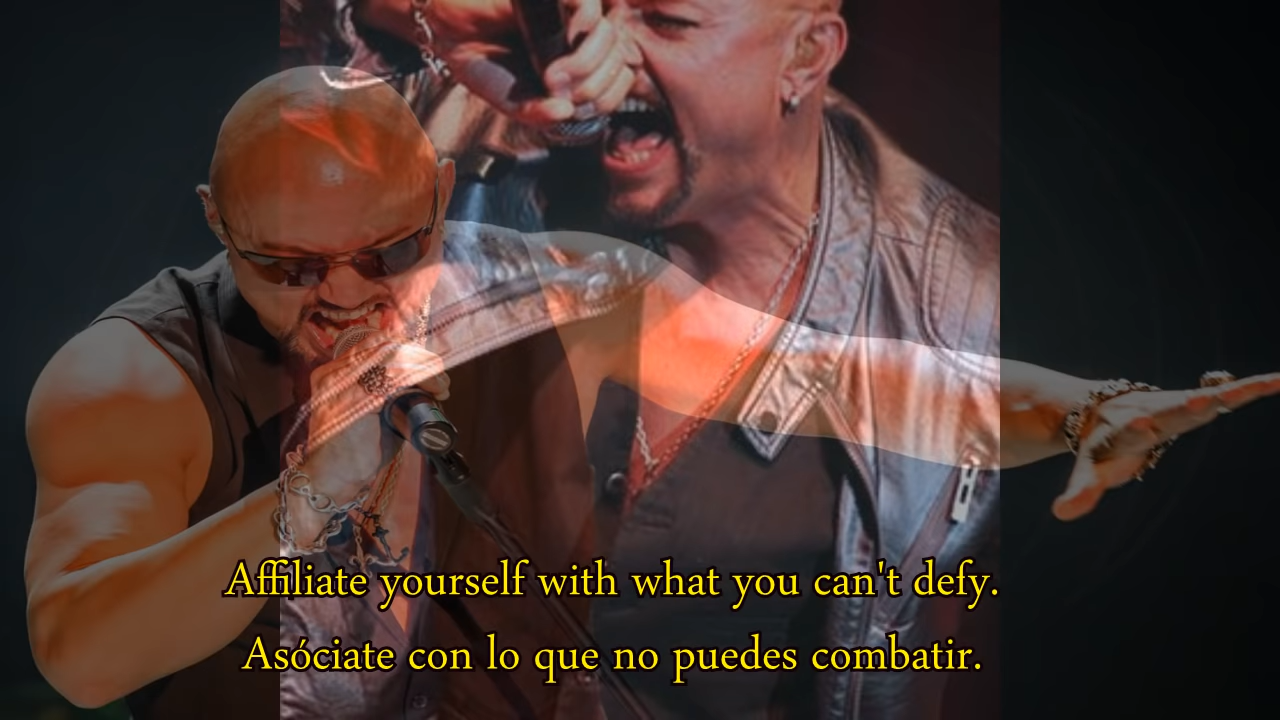 Affiliate yourself with what you can't defy.
Asóciate con lo que no puedes combatir.